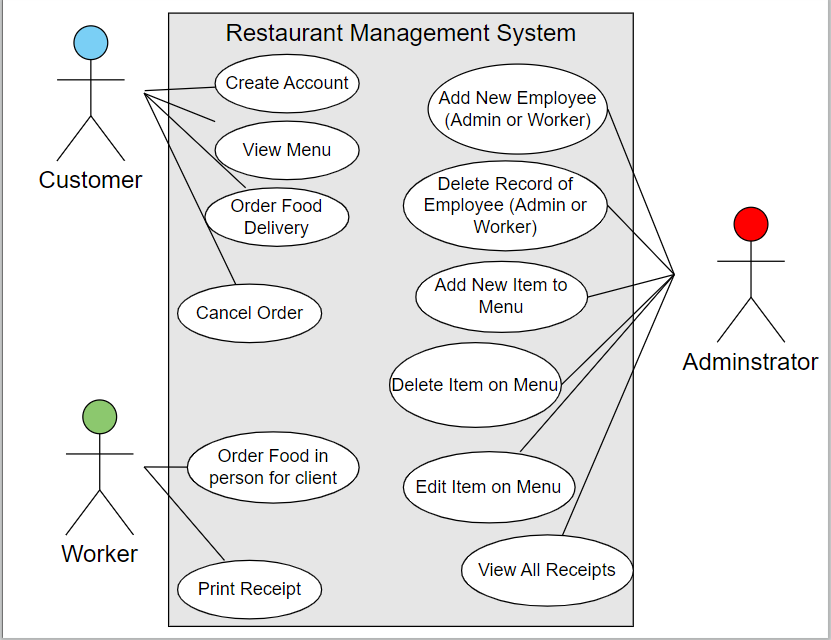 Restaurant Management System
Customer
Create Account
View Menu
Order Food
Delivery
Cancel Order
Worker
Order Food in
person for client
Print Receipt
Add New Employee
(Admin or Worker)
Delete Record of
Employee (Admin or
Worker)
Add New Item to
Menu
Delete Item on Menu
Edit Item on Menu
View All Receipts
Adminstrator